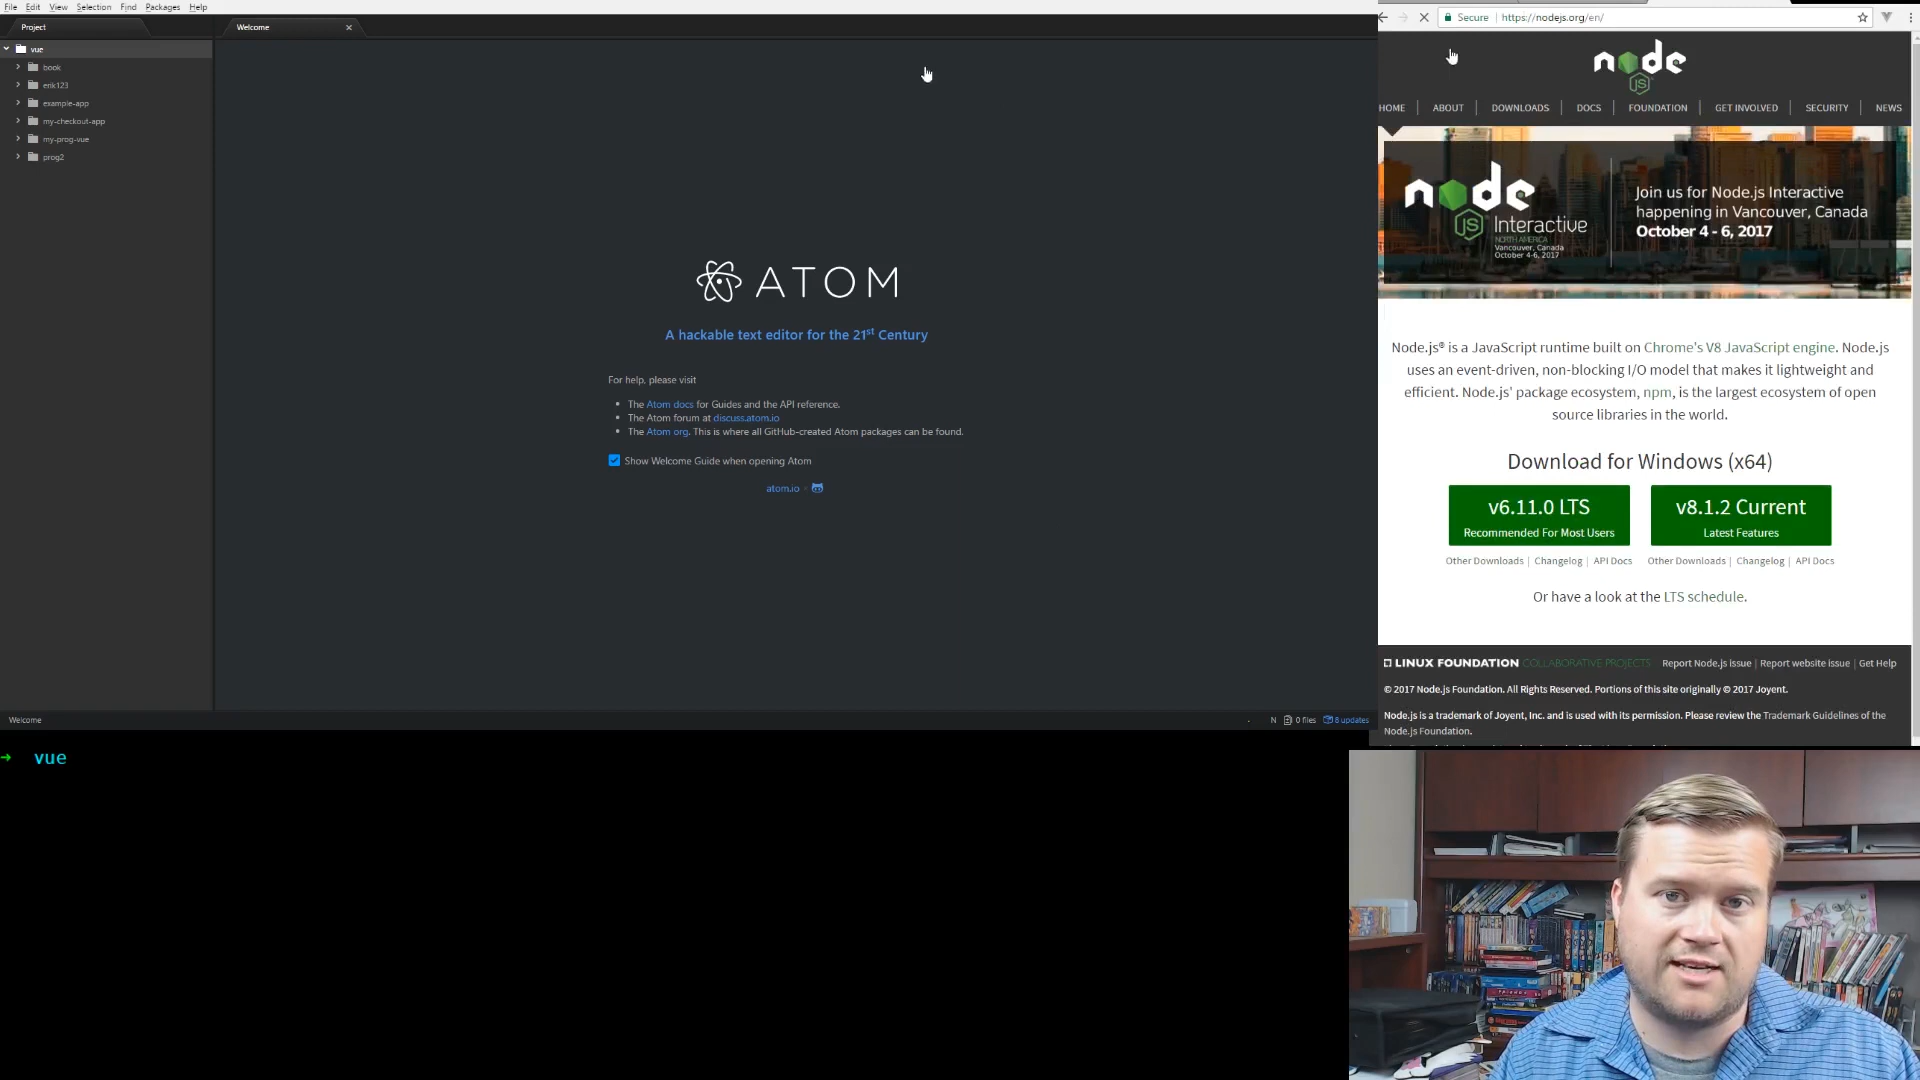 File Edit View Selection Find Packages Help
Project
Welcome
vue
book
erik123
example-app
my-checkout-app
my-prog-vue
prog2
ATOM
A hackable text editor for the 21st Century
For help, please visit
The Atom docs for Guides and the API reference.
The Atom forum at discuss.atom.io
The Atom org. This is where all GitHub-created Atom packages can be found.
Show Welcome Guide when opening Atom
atom.io
Welcome
N 0 files 8 updates
vue
Secure https://nodejs.org/en/
node
JS
HOME ABOUT DOWNLOADS DOCS FOUNDATION GET INVOLVED SECURITY NEWS
node
JS Interactive
NORTH AMERICA
Vancouver, Canada
October 4-6, 2017
Join us for Node.js Interactive
happening in Vancouver, Canada
October 4 - 6, 2017
Node.js® is a JavaScript runtime built on Chrome's V8 JavaScript engine. Node.js
uses an event-driven, non-blocking I/O model that makes it lightweight and
efficient. Node.js' package ecosystem, npm, is the largest ecosystem of open
source libraries in the world.
Download for Windows (x64)
v6.11.0 LTS
Recommended For Most Users
v8.1.2 Current
Latest Features
Other Downloads | Changelog | API Docs
Other Downloads | Changelog | API Docs
Or have a look at the LTS schedule.
LINUX FOUNDATION COLLABORATIVE PROJECTS
Report Node.js issue | Report website issue | Get Help
© 2017 Node.js Foundation. All Rights Reserved. Portions of this site originally © 2017 Joyent.
Node.js is a trademark of Joyent, Inc. and is used with its permission. Please review the Trademark Guidelines of the
Node.js Foundation.